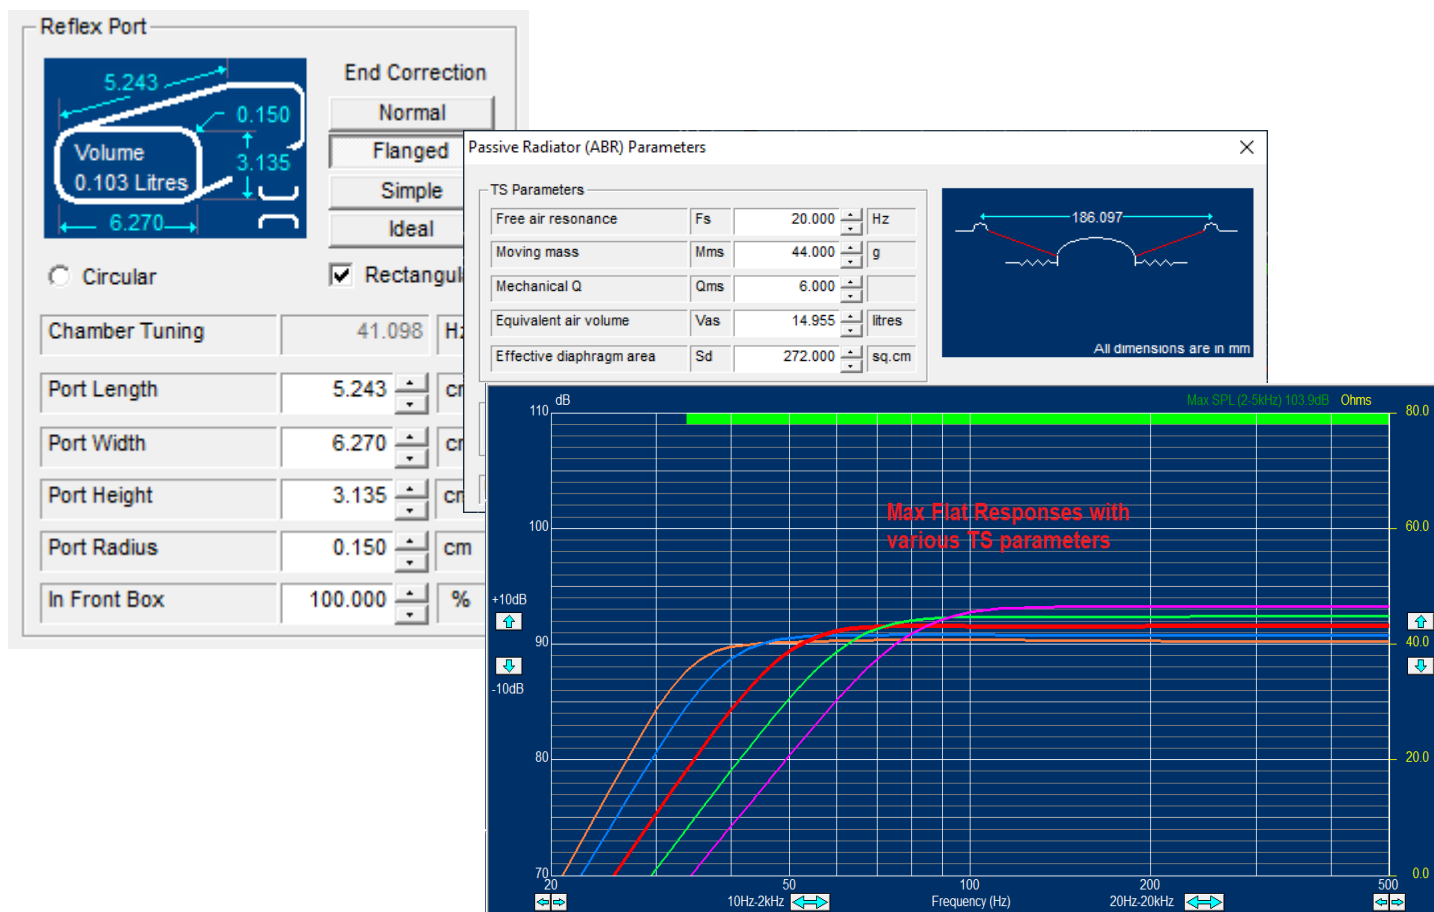 Reflex Port
5.243
0.150
Volume
0.103 Litres
3.135
6.270
End Correction
Normal
Flanged
Simple
Ideal
Circular
Rectangul
Chamber Tuning 41.098 Hz
Port Length 5.243 cm
Port Width 6.270 cm
Port Height 3.135 cm
Port Radius 0.150 cm
In Front Box 100.000 %
Passive Radiator (ABR) Parameters
TS Parameters
Free air resonance Fs 20.000 Hz
Moving mass Mms 44.000 g
Mechanical Q Qms 6.000
Equivalent air volume Vas 14.955 litres
Effective diaphragm area Sd 272.000 sq.cm
186.097
All dimensions are in mm
dB
Max SPL (2-5kHz) 103.9dB Ohms
110 80.0
Max Flat Responses with
various TS parameters
100 60.0
+10dB
90 40.0
-10dB
80 20.0
70 0.0
20 50 100 200 500
10Hz-2kHz Frequency (Hz) 20Hz-20kHz